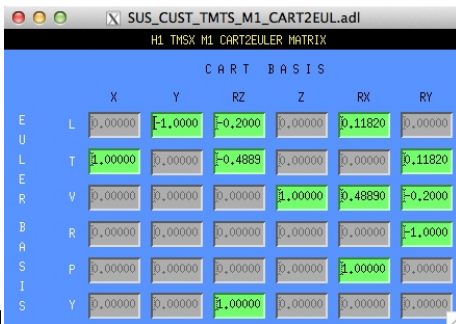 SUS_CUST_TMTS_M1_CART2EUL.adl
H1 TMSX M1 CART2EULER MATRIX
CART BASIS
X Y RZ Z RX RY
EULER BASIS
L 0.00000 -1.0000 -0.2000 0.00000 0.11820 0.00000
T 1.00000 0.00000 -0.4889 0.00000 0.00000 0.11820
V 0.00000 0.00000 0.00000 1.00000 0.48890 -0.2000
R 0.00000 0.00000 0.00000 0.00000 0.00000 -1.0000
P 0.00000 0.00000 0.00000 0.00000 1.00000 0.00000
Y 0.00000 0.00000 1.00000 0.00000 0.00000 0.00000